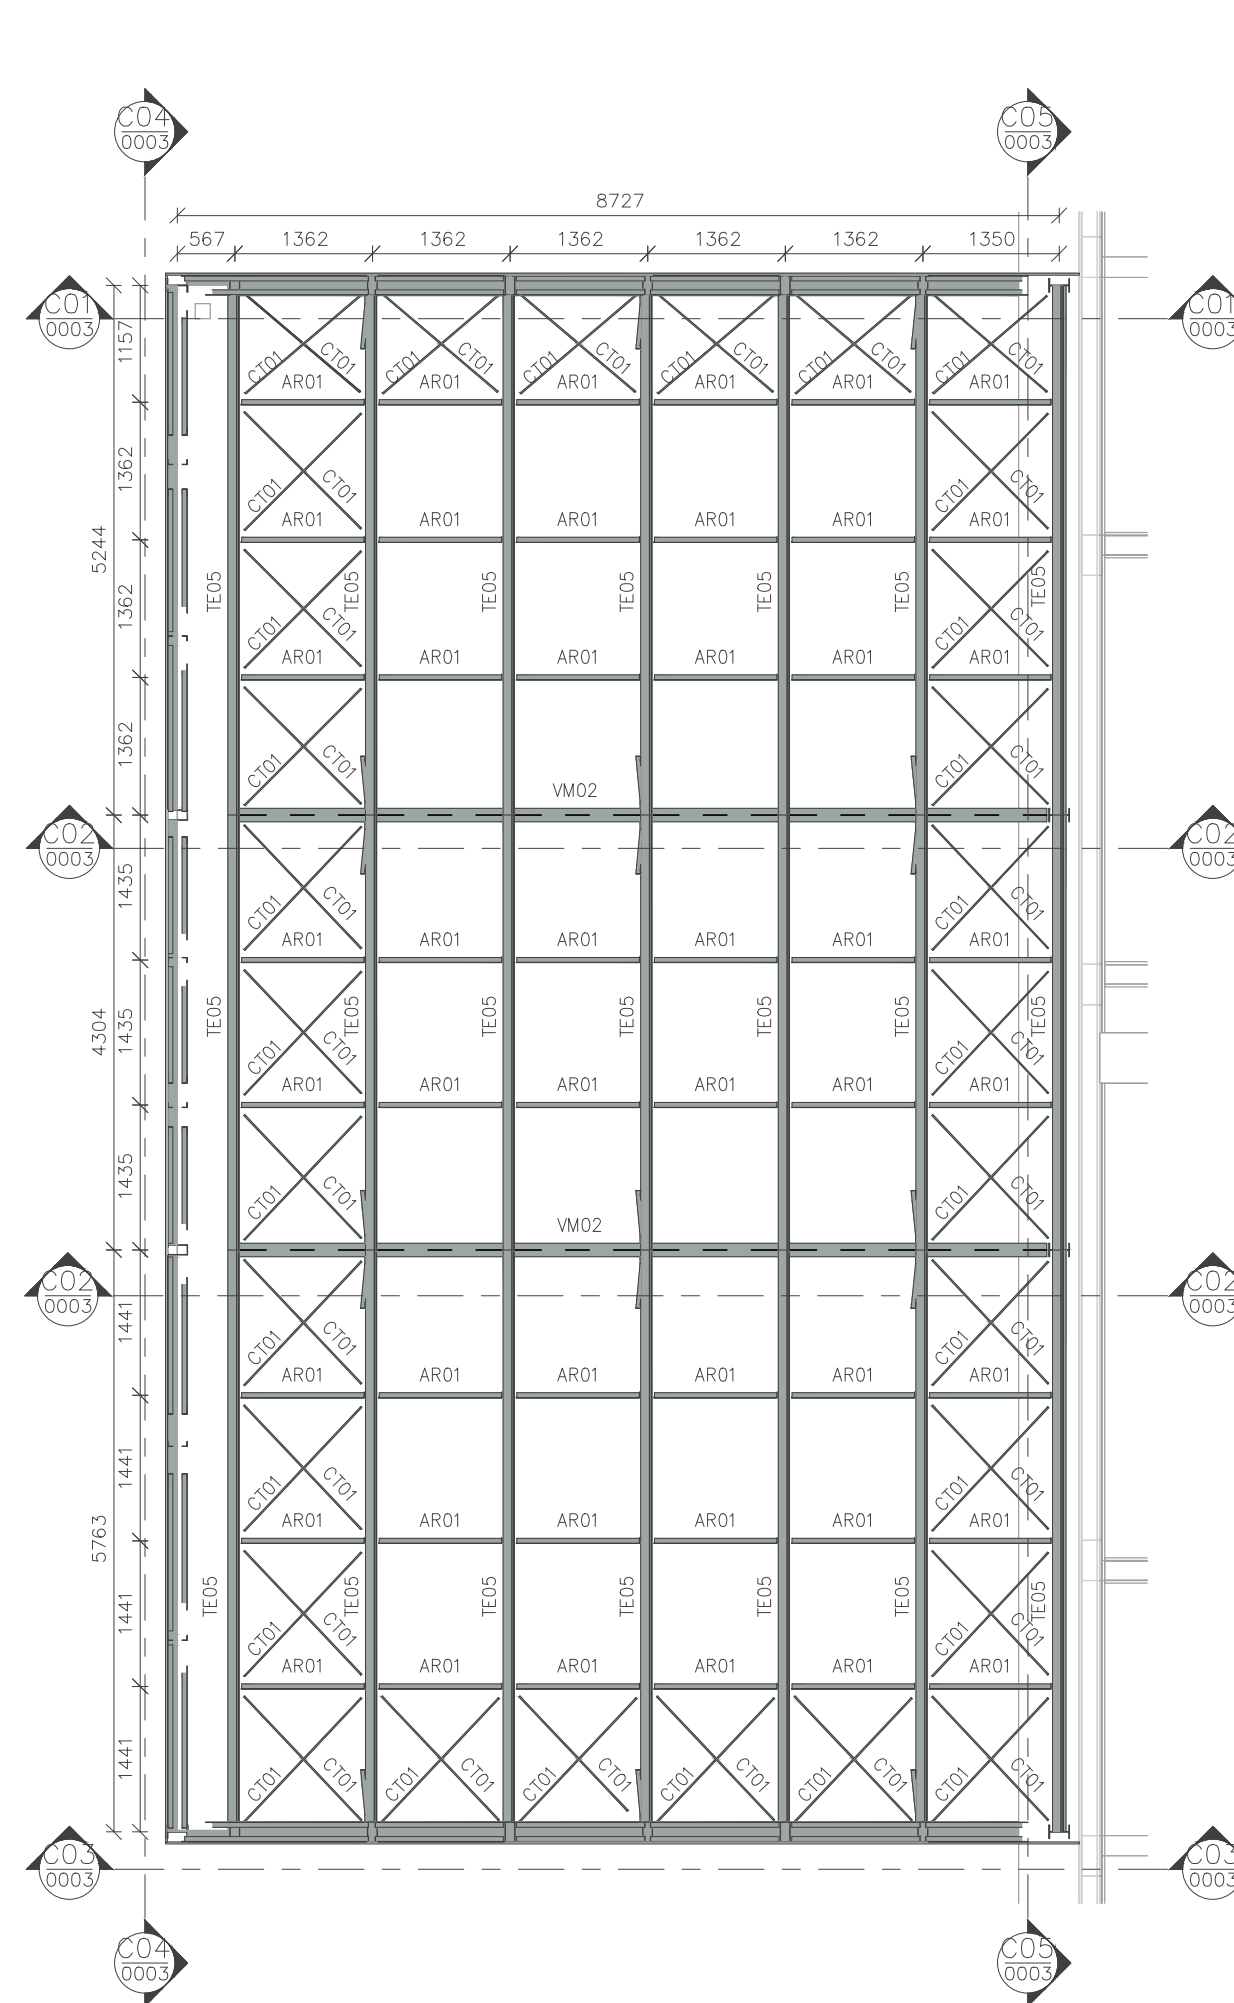 C04
0003
C05
0003
8727
567 1362 1362 1362 1362 1362 1350
C01
0003
C01
0003
1157
CT01 CT01 CT01 CT01 CT01 CT01 CT01 CT01 CT01 CT01 CT01 CT01
AR01 AR01 AR01 AR01 AR01 AR01
1362
CT01 CT01 CT01 CT01
AR01 AR01 AR01 AR01 AR01 AR01
5244
1362
TE05 TE05 TE05 TE05 TE05 TE05 TE05
CT01 CT01 CT01 CT01
AR01 AR01 AR01 AR01 AR01 AR01
1362
CT01 CT01 CT01 CT01
VM02
C02
0003
C02
0003
1435
CT01 CT01 CT01 CT01
AR01 AR01 AR01 AR01 AR01 AR01
4304
1435
TE05 TE05 TE05 TE05 TE05 TE05 TE05
CT01 CT01 CT01 CT01
AR01 AR01 AR01 AR01 AR01 AR01
1435
CT01 CT01 CT01 CT01
VM02
C02
0003
C02
0003
1441
CT01 CT01 CT01 CT01
AR01 AR01 AR01 AR01 AR01 AR01
1441
CT01 CT01 CT01 CT01
AR01 AR01 AR01 AR01 AR01 AR01
5763
1441
TE05 TE05 TE05 TE05 TE05 TE05 TE05
CT01 CT01 CT01 CT01
AR01 AR01 AR01 AR01 AR01 AR01
1441
CT01 CT01 CT01 CT01 CT01 CT01 CT01 CT01 CT01 CT01 CT01 CT01
C03
0003
C03
0003
C04
0003
C05
0003